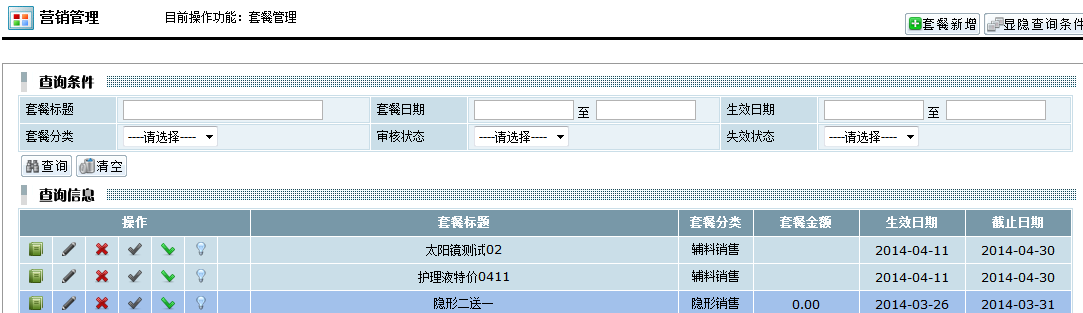 营销管理 目前操作功能：套餐管理
套餐新增 显隐查询条件
查询条件
套餐标题 套餐日期 至 生效日期 至
套餐分类 ----请选择---- 审核状态 ----请选择---- 失效状态 ----请选择----
查询 清空
查询信息
操作 套餐标题 套餐分类 套餐金额 生效日期 截止日期
太阳镜测试02 辅料销售 2014-04-11 2014-04-30
护理液特价0411 辅料销售 2014-04-11 2014-04-30
隐形二送一 隐形销售 0.00 2014-03-26 2014-03-31